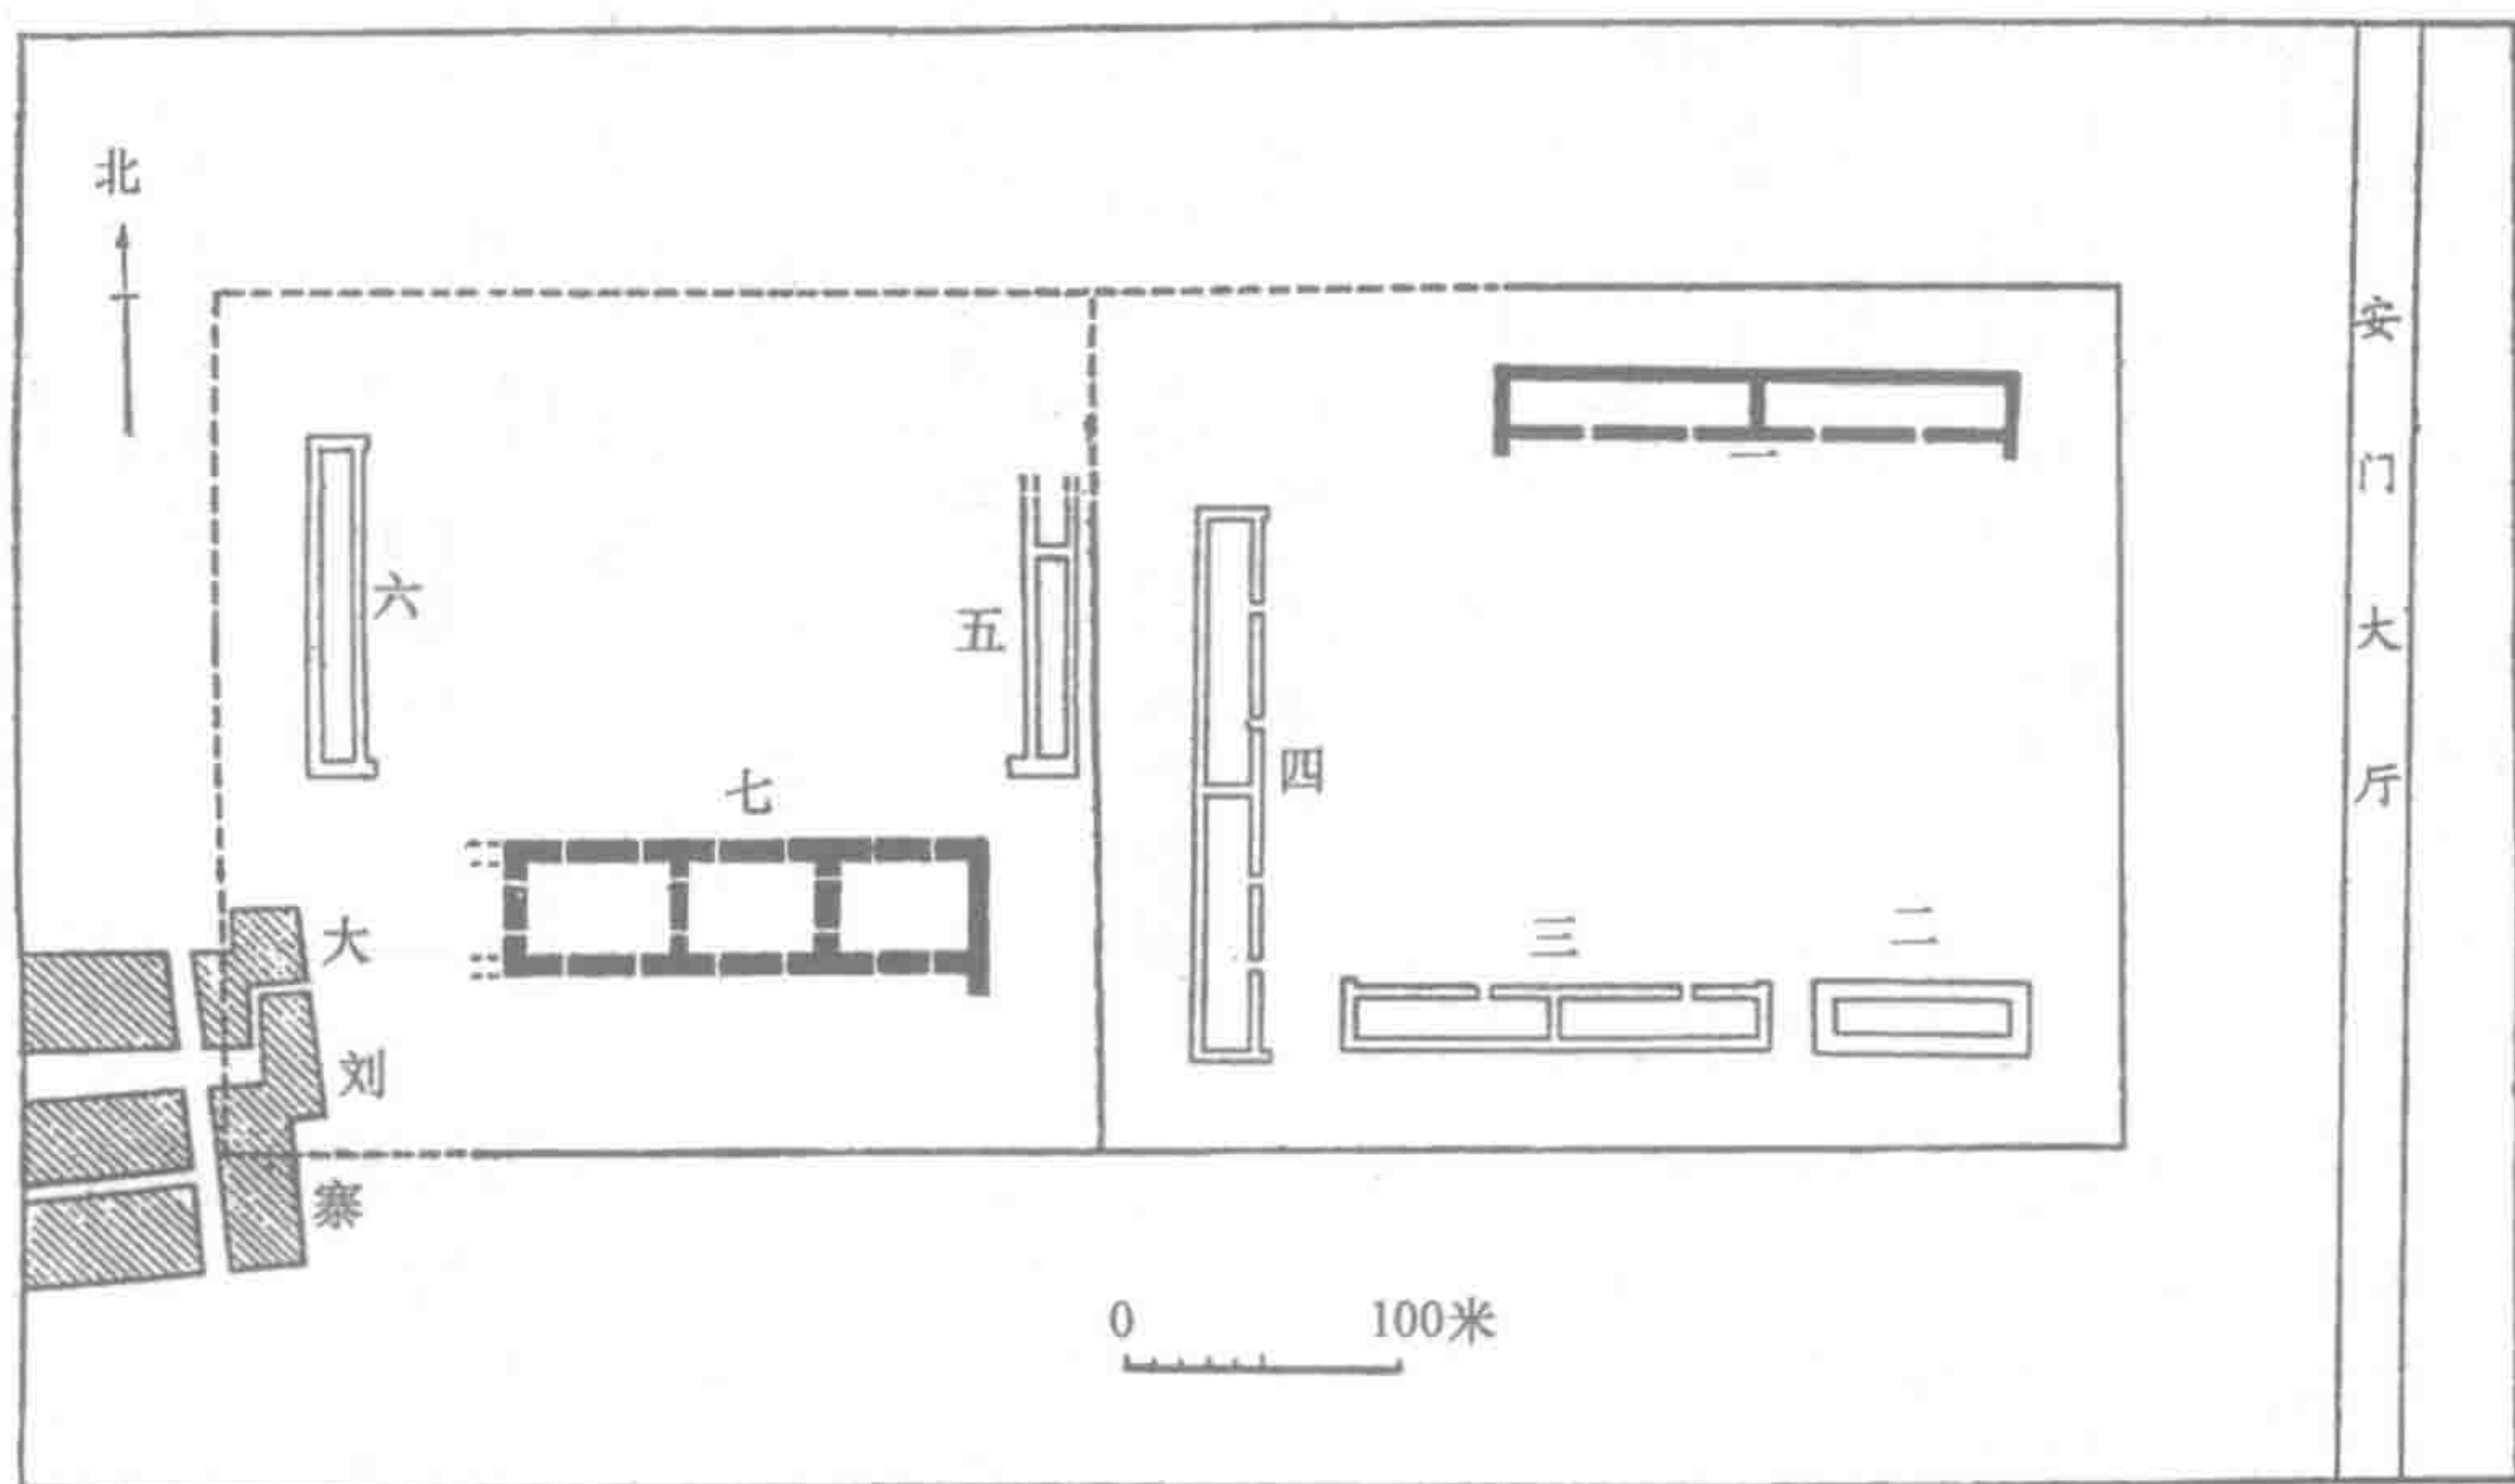 北
安门大厅
一
六
五
四
七
三
二
大刘寨
0 100米